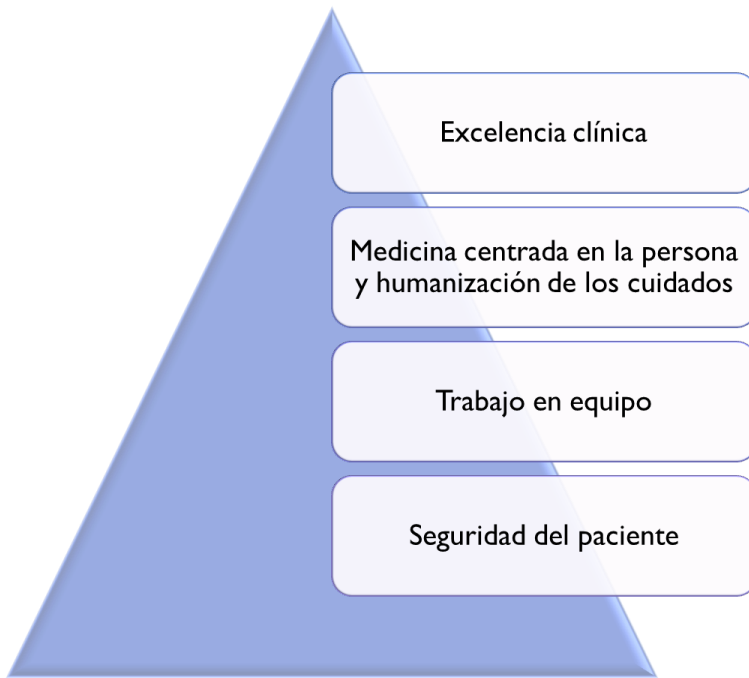 Excelencia clínica
Medicina centrada en la persona
y humanización de los cuidados
Trabajo en equipo
Seguridad del paciente